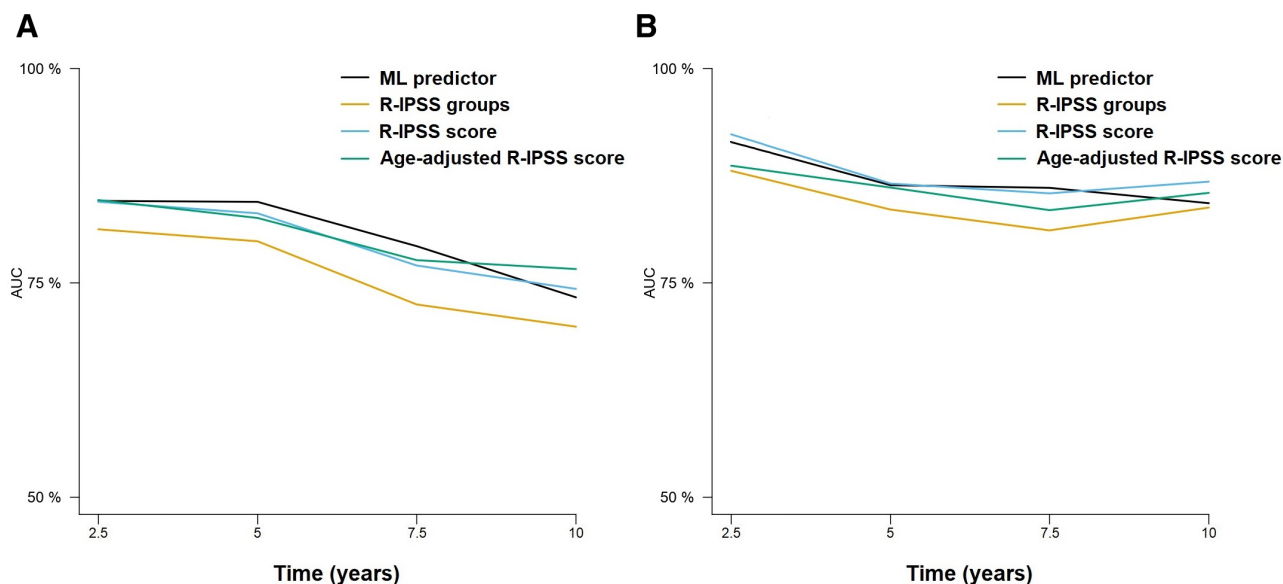 A
100 %
75 %
50 %
AUC
ML predictor
R-IPSS groups
R-IPSS score
Age-adjusted R-IPSS score
2.5 5 7.5 10
Time (years)
B
100 %
75 %
50 %
AUC
ML predictor
R-IPSS groups
R-IPSS score
Age-adjusted R-IPSS score
2.5 5 7.5 10
Time (years)